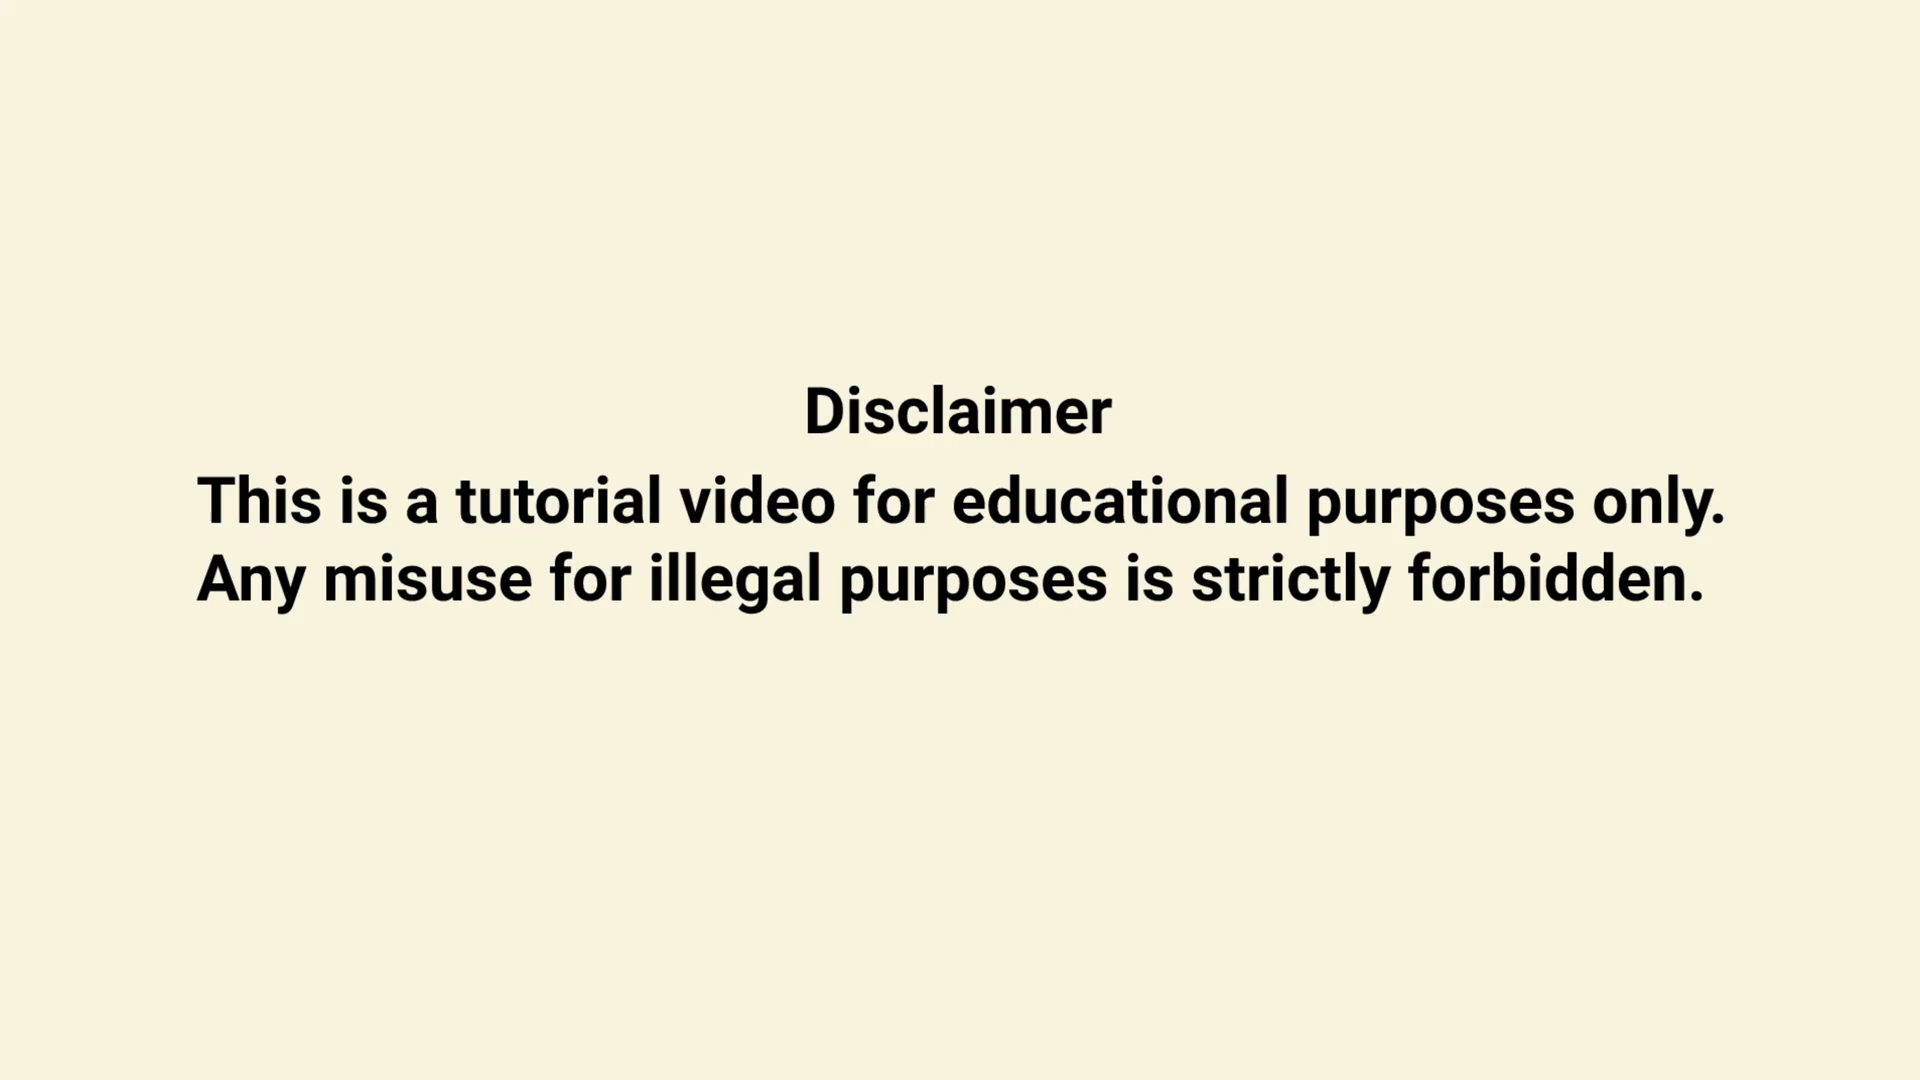 Disclaimer
This is a tutorial video for educational purposes only.
Any misuse for illegal purposes is strictly forbidden.